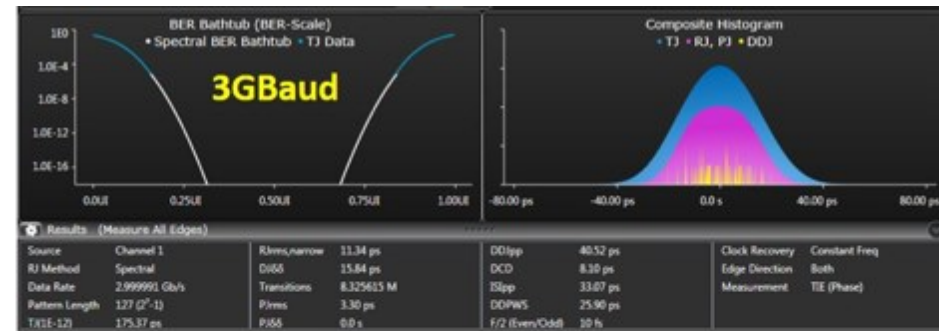 BER Bathtub (BER-Scale)
• Spectral BER Bathtub • TJ Data
1E0
1.0E-4
1.0E-8
1.0E-12
1.0E-16
3GBaud
0.0UI 0.25UI 0.50UI 0.75UI 1.00UI
Composite Histogram
• TJ • RJ, PJ • DDJ
-80.00 ps -40.00 ps 0.0 s 40.00 ps 80.00 ps
Results (Measure All Edges)
Source Channel 1
RJ Method Spectral
Data Rate 2.999991 Gb/s
Pattern Length 127 (2⁷-1)
TJ(1E-12) 175.37 ps
RJrms,narrow 11.34 ps
DJδδ 15.84 ps
Transitions 8.325615 M
PJrms 3.30 ps
PJδδ 0.0 s
DDJpp 40.52 ps
DCD 8.10 ps
ISIpp 33.07 ps
DDPWS 25.90 ps
F/2 (Even/Odd) 10 fs
Clock Recovery Constant Freq
Edge Direction Both
Measurement TIE (Phase)